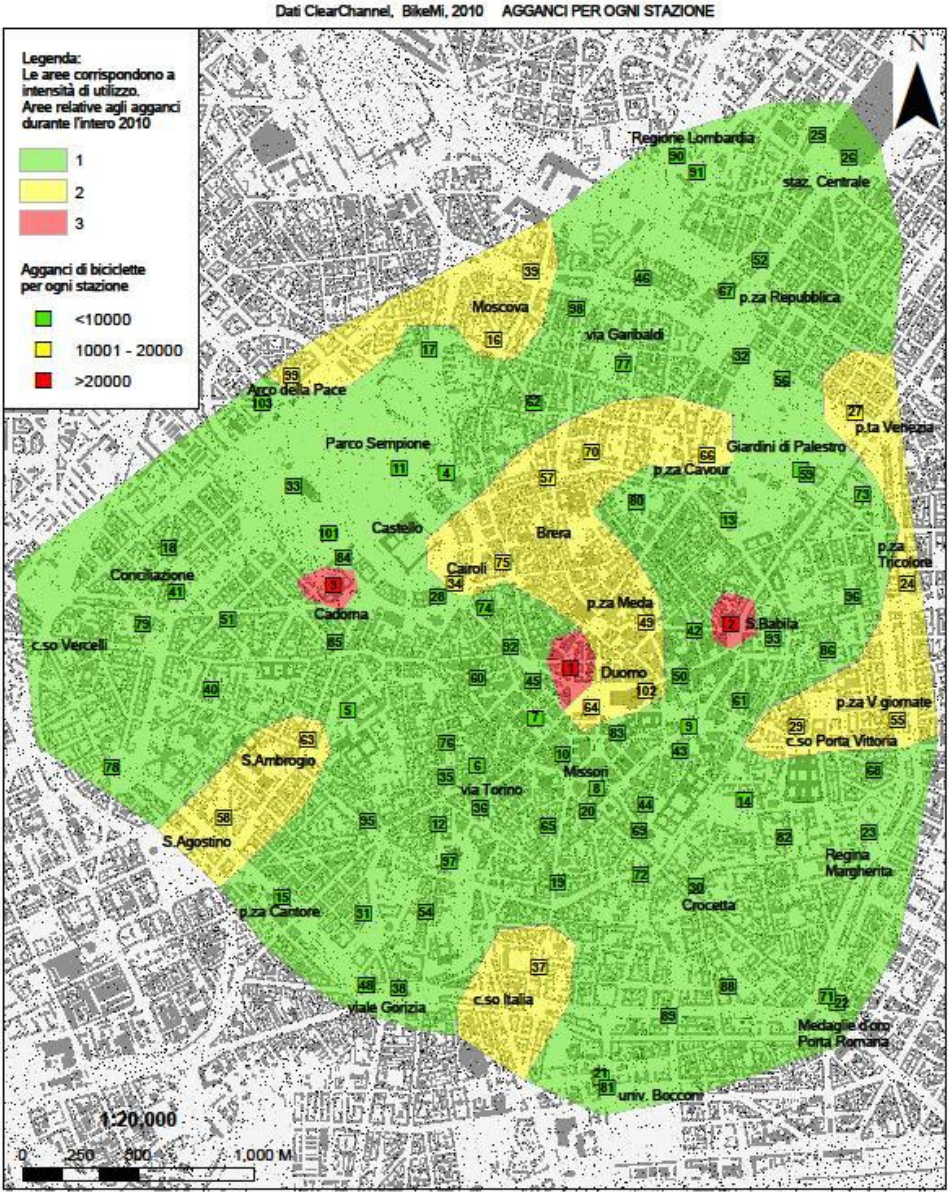 Dati ClearChannel, BikeMi, 2010 AGGANCI PER OGNI STAZIONE
Legenda:
Le aree corrispondono a
intensità di utilizzo.
Aree relative agli agganci
durante l'intero 2010
1
2
3
Agganci di biciclette
per ogni stazione
<10000
10001 - 20000
>20000
N
Regione Lombardia
25
90
26
91
staz. Centrale
52
39
46
67
p.za Repubblica
Moscova
98
16
via Garibaldi
17
32
77
99
56
Arco della Pace
103
62
27
p.ta Venezia
Parco Sempione
Giardini di Palestro
70
66
11
4
57
p.za Cavour
59
33
80
73
13
Castello
101
Brera
18
84
p.za
Tricolore
Conciliazione
Cairoli
75
3
34
24
41
28
74
p.za Meda
96
Cadorna
79
51
49
42
2
S.Babila
93
c.so Vercelli
85
92
86
1
Duomo
60
45
50
40
102
61
p.za V giornate
5
64
7
9
29
55
63
83
c.so Porta Vittoria
76
43
S.Ambrogio
10
78
6
Missori
68
35
via Torino
8
44
14
58
95
36
20
12
65
69
82
23
S.Agostino
97
Regina
Margherita
19
72
30
15
p.za Cantore
31
54
Crocetta
37
48
38
88
c.so Italia
71
22
viale Gorizia
89
Medaglie d'oro
Porta Romana
21
81
univ. Bocconi
1:20,000
0 250 500 1,000 M